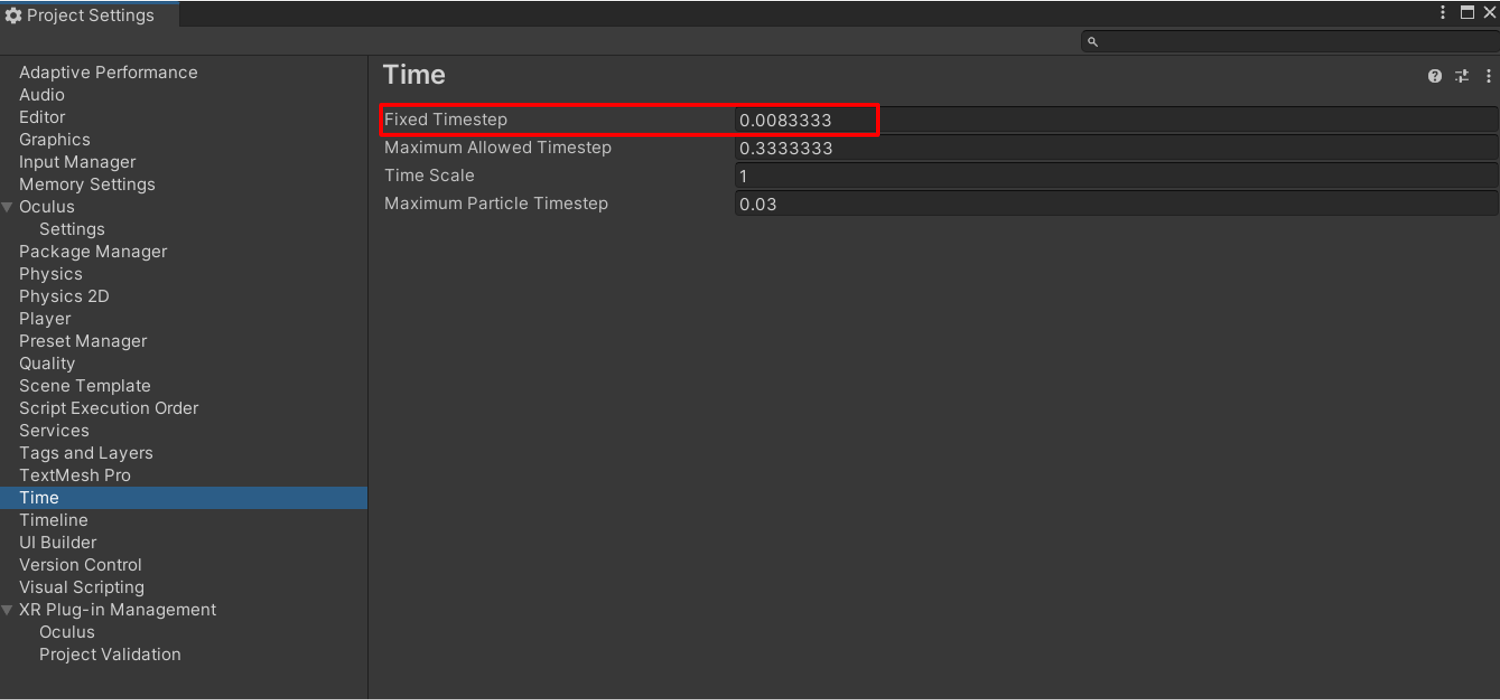 Project Settings
Adaptive Performance
Audio
Editor
Graphics
Input Manager
Memory Settings
Oculus
Settings
Package Manager
Physics
Physics 2D
Player
Preset Manager
Quality
Scene Template
Script Execution Order
Services
Tags and Layers
TextMesh Pro
Time
Timeline
UI Builder
Version Control
Visual Scripting
XR Plug-in Management
Oculus
Project Validation
Time
Fixed Timestep 0.0083333
Maximum Allowed Timestep 0.3333333
Time Scale 1
Maximum Particle Timestep 0.03